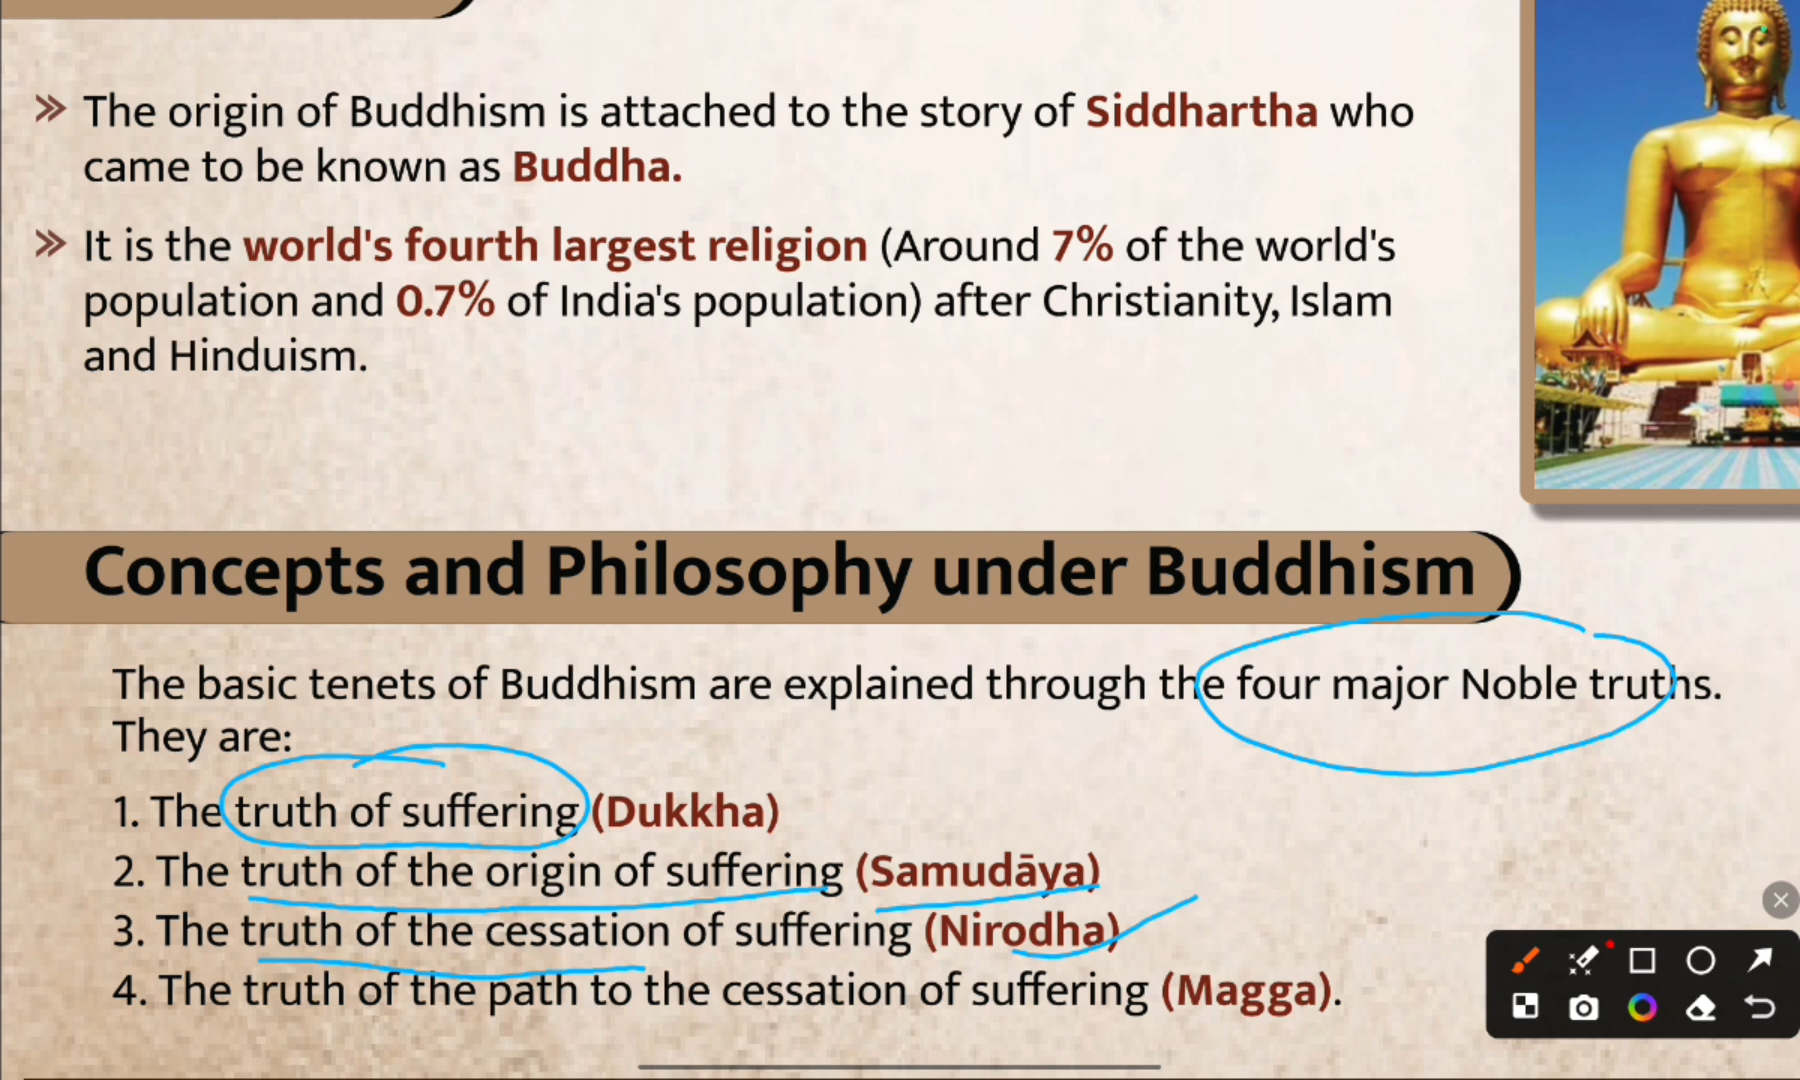 The origin of Buddhism is attached to the story of Siddhartha who
came to be known as Buddha.
It is the world's fourth largest religion (Around 7% of the world's
population and 0.7% of India's population) after Christianity, Islam
and Hinduism.
Concepts and Philosophy under Buddhism
The basic tenets of Buddhism are explained through the four major Noble truths.
They are:
1. The truth of suffering (Dukkha)
2. The truth of the origin of suffering (Samudāya)
3. The truth of the cessation of suffering (Nirodha)
4. The truth of the path to the cessation of suffering (Magga).